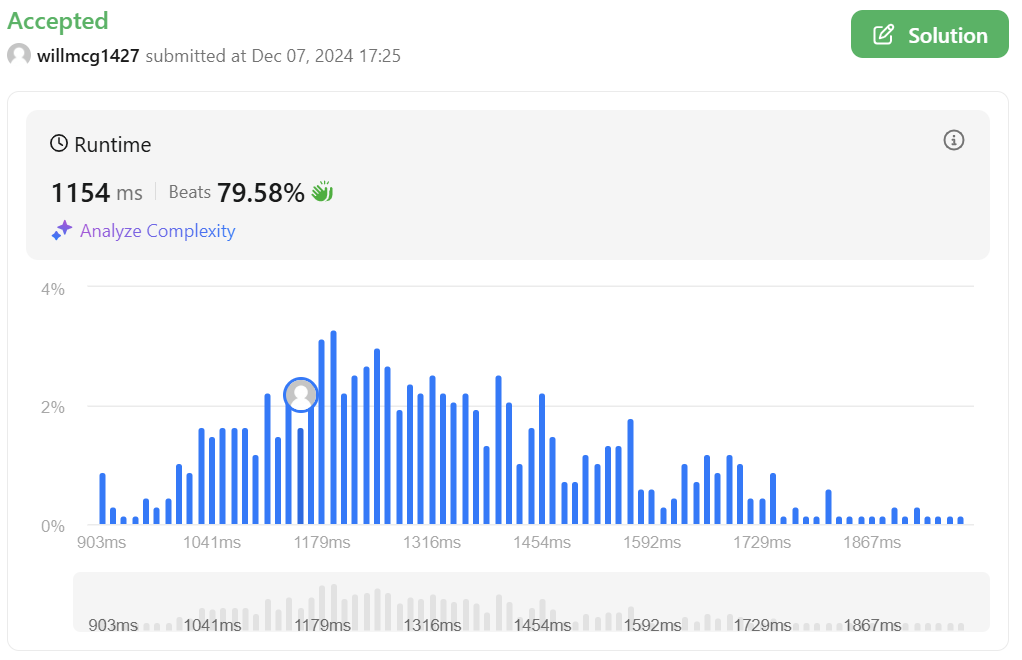 Accepted
willmcg1427 submitted at Dec 07, 2024 17:25
Solution
Runtime
1154 ms Beats 79.58%
Analyze Complexity
4%
2%
0%
903ms 1041ms 1179ms 1316ms 1454ms 1592ms 1729ms 1867ms
903ms 1041ms 1179ms 1316ms 1454ms 1592ms 1729ms 1867ms